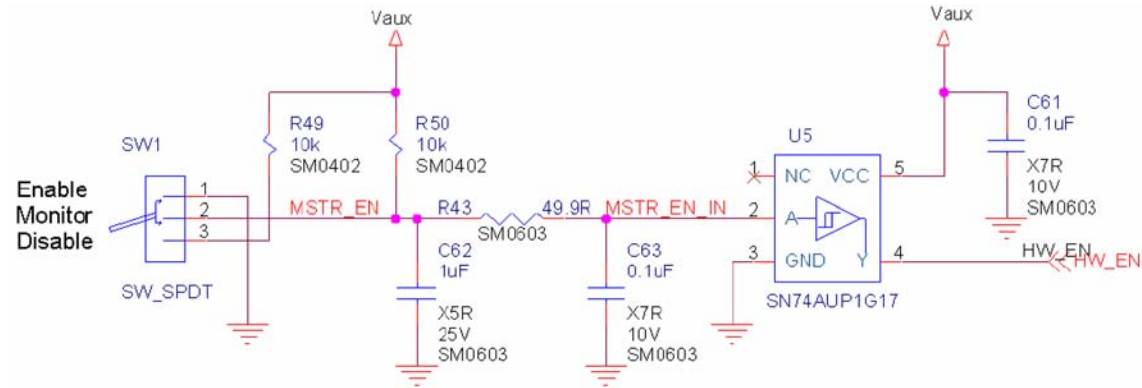 Vaux
Vaux
R49
10k
SM0402
R50
10k
SM0402
C61
0.1uF
X7R
10V
SM0603
SW1
Enable
Monitor
Disable
1
2
3
SW_SPDT
MSTR_EN
R43
49.9R
SM0603
MSTR_EN_IN
C62
1uF
X5R
25V
SM0603
C63
0.1uF
X7R
10V
SM0603
U5
1
NC
VCC
5
2
A
3
GND
Y
4
SN74AUP1G17
HW_EN
HW_EN